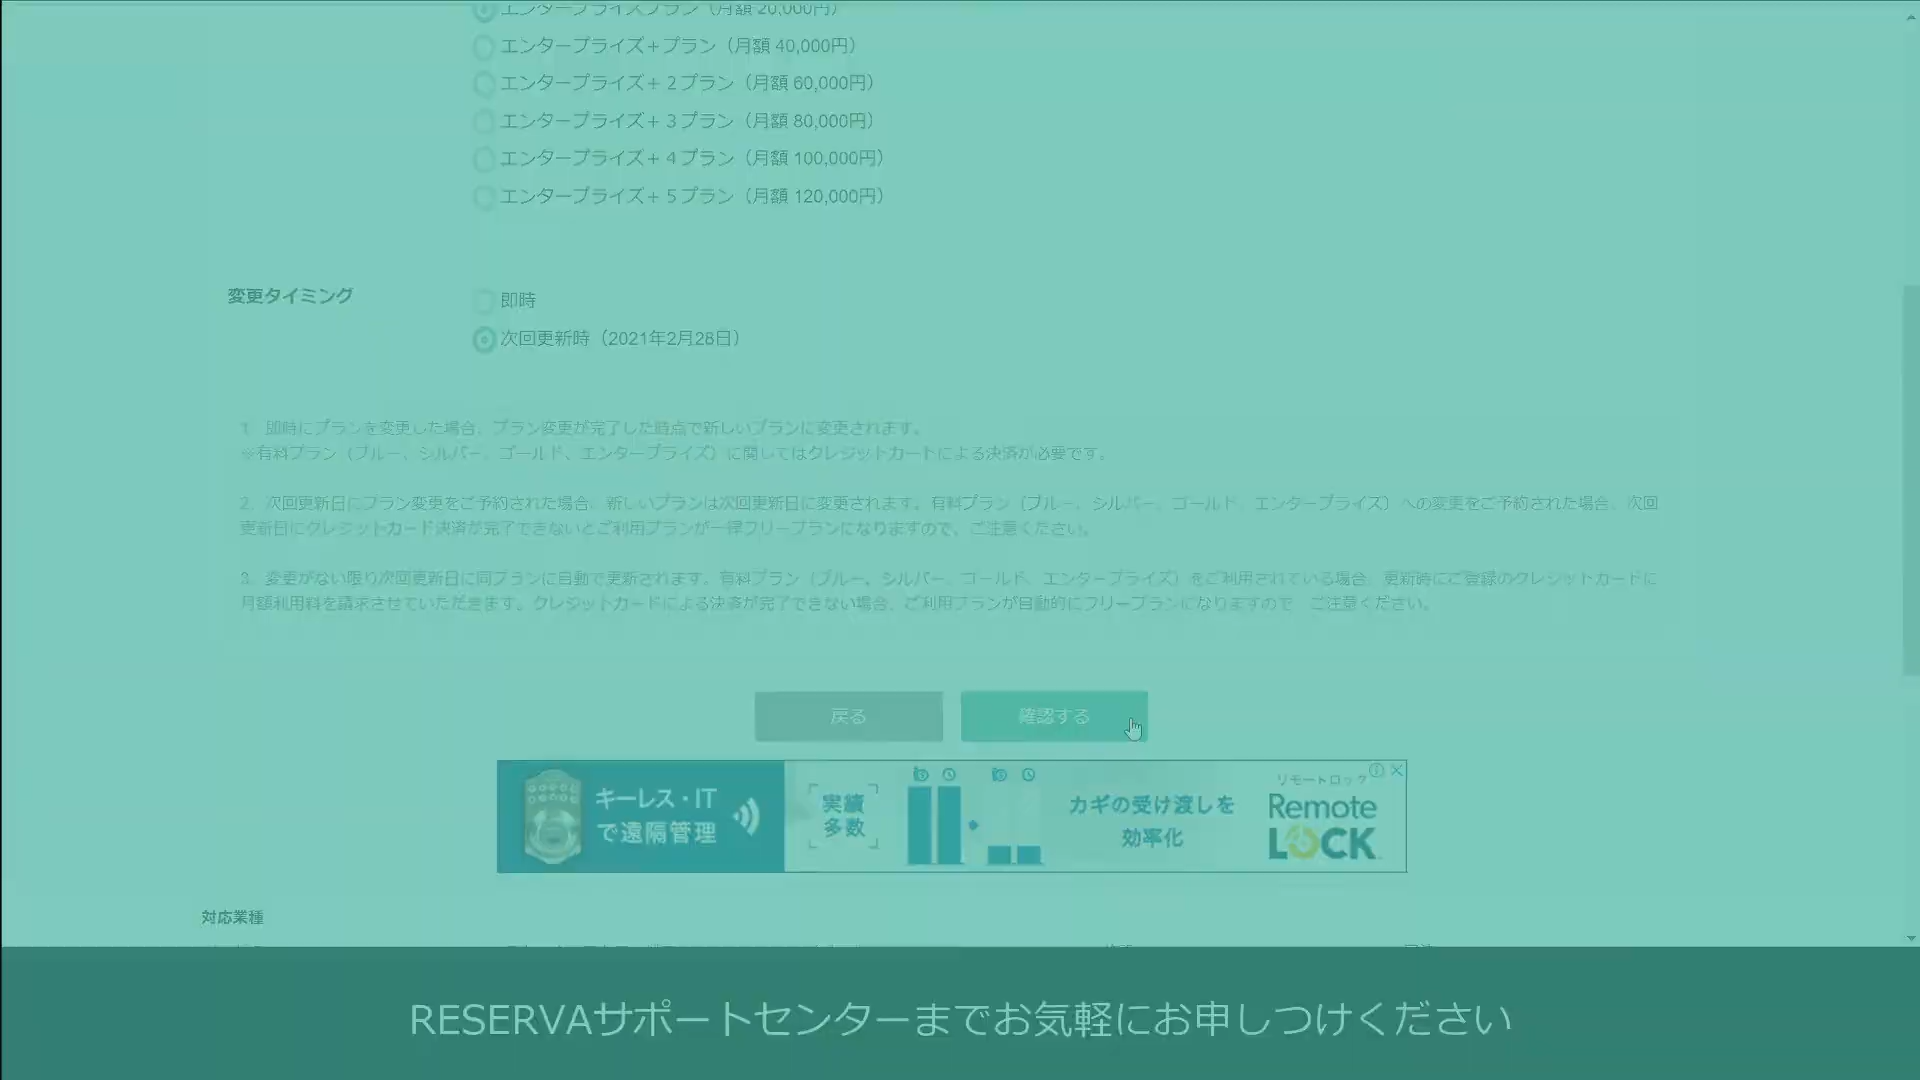 エンタープライズプラン（月額 20,000円）
エンタープライズ＋プラン（月額 40,000円）
エンタープライズ＋２プラン（月額 60,000円）
エンタープライズ＋３プラン（月額 80,000円）
エンタープライズ＋４プラン（月額 100,000円）
エンタープライズ＋５プラン（月額 120,000円）
変更タイミング
即時
次回更新時（2021年2月28日）
1．即時にプランを変更した場合、プラン変更が完了した時点で新しいプランに変更されます。
※有料プラン（ブルー、シルバー、ゴールド、エンタープライズ）に関してはクレジットカードによる決済が必要です。
2．次回更新日にプラン変更をご予約された場合、新しいプランは次回更新日に変更されます。有料プラン（ブルー、シルバー、ゴールド、エンタープライズ）への変更をご予約された場合、次回
更新日にクレジットカード決済が完了できないとご利用プランが一律フリープランになりますので、ご注意ください。
3．変更がない限り次回更新日に同プランに自動で更新されます。有料プラン（ブルー、シルバー、ゴールド、エンタープライズ）をご利用されている場合、更新時にご登録のクレジットカードに
月額利用料を請求させていただきます。クレジットカードによる決済が完了できない場合、ご利用プランが自動的にフリープランになりますので、ご注意ください。
戻る
確認する
キーレス・IT
で遠隔管理
実績
多数
カギの受け渡しを
効率化
リモートロック
Remote
LOCK
対応業種
RESERVAサポートセンターまでお気軽にお申しつけください